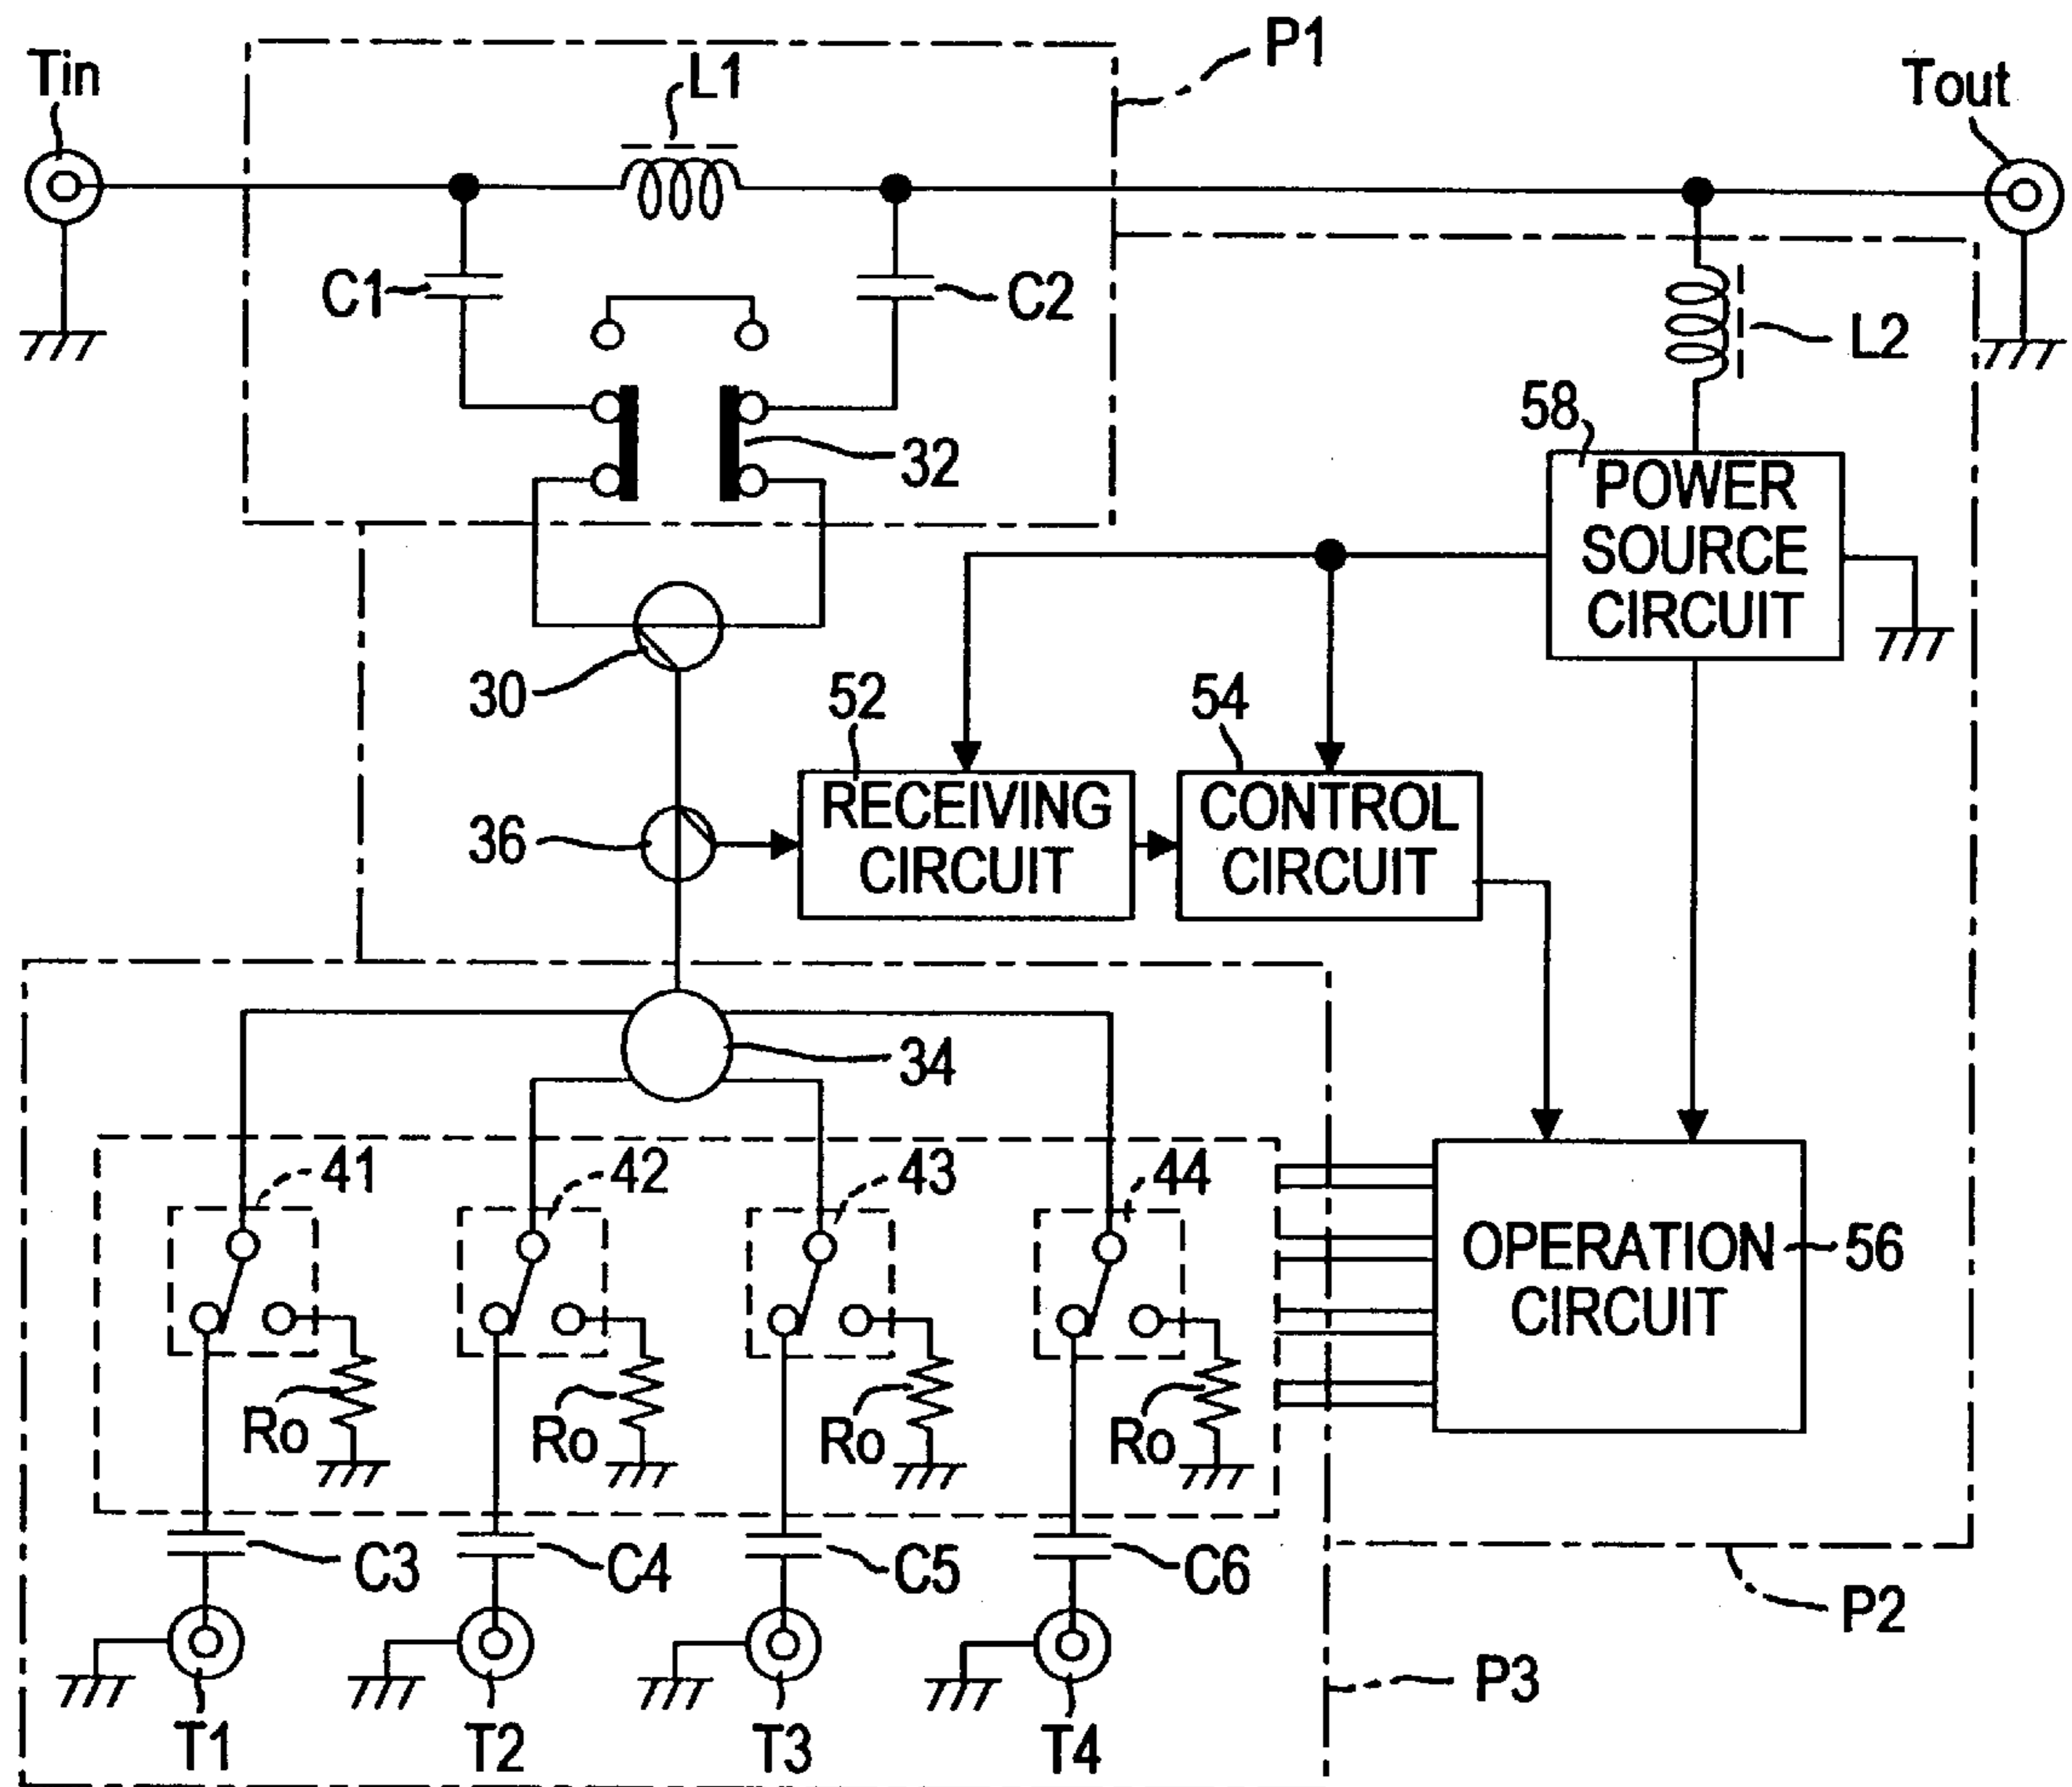 Tin
L1
P1
Tout
C1
C2
L2
32
58
POWER
SOURCE
CIRCUIT
30
52
54
36
RECEIVING
CIRCUIT
CONTROL
CIRCUIT
34
41
42
43
44
OPERATION
CIRCUIT
56
Ro
Ro
Ro
Ro
C3
C4
C5
C6
P2
P3
T1
T2
T3
T4